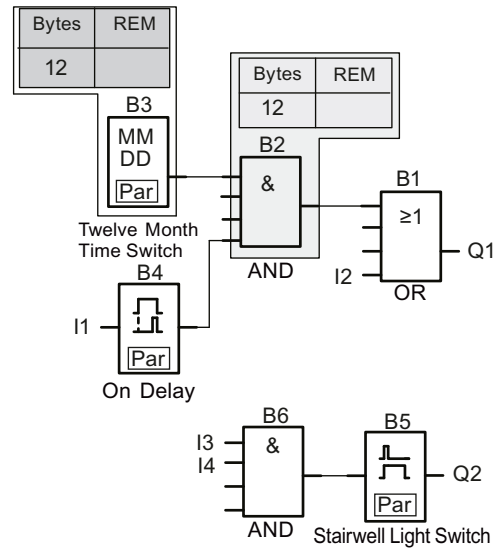 Bytes REM
12
B3
MM
DD
Par
Twelve Month
Time Switch
Bytes REM
12
B2
&
AND
B1
≥1
I2
Q1
OR
B4
I1
Par
On Delay
B6
I3
I4
&
AND
B5
Par
Q2
Stairwell Light Switch